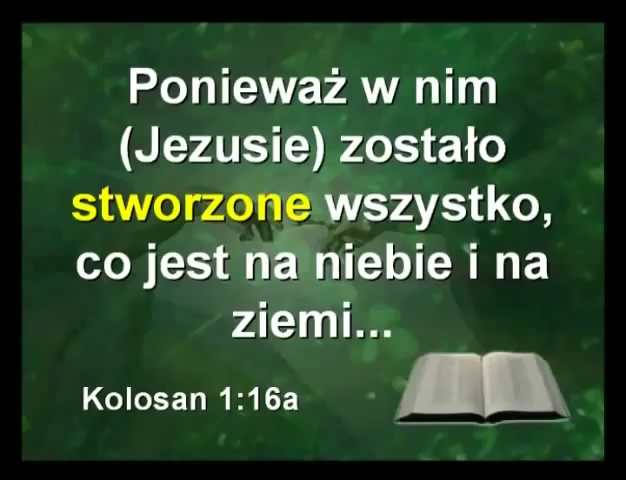 Ponieważ w nim
(Jezusie) zostało
stworzone wszystko,
co jest na niebie i na
ziemi...
Kolosan 1:16a